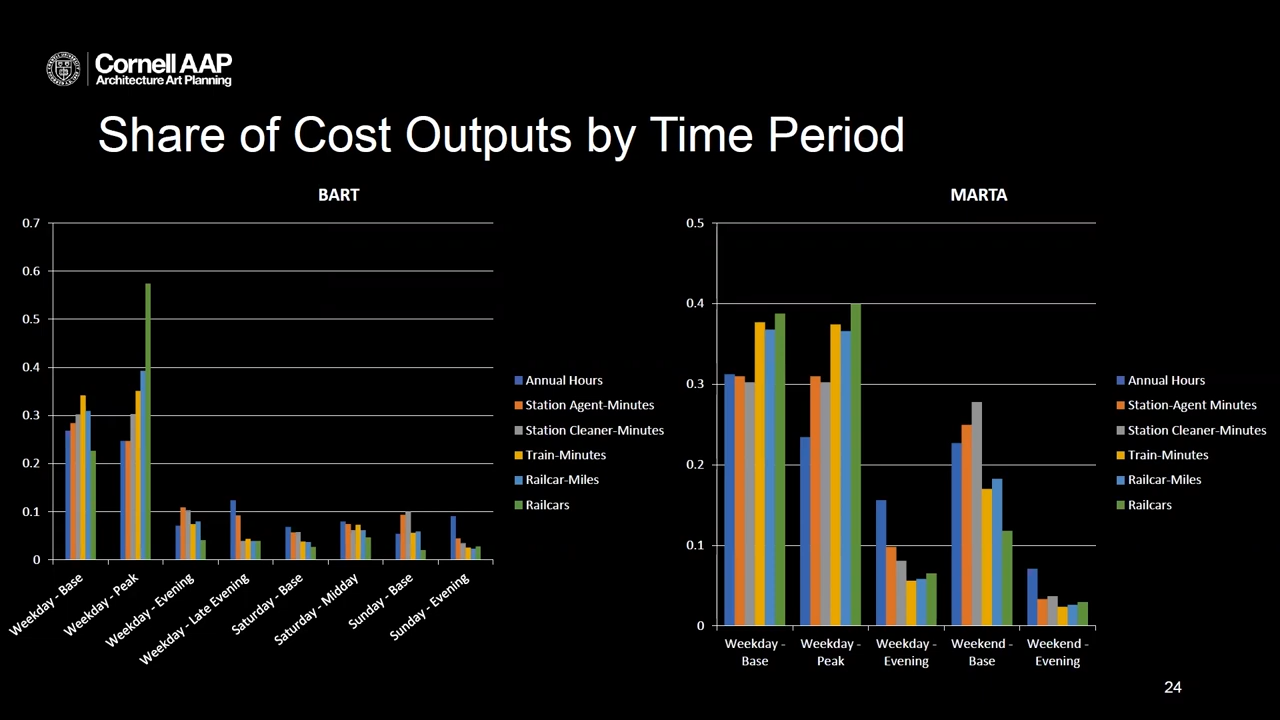 Cornell AAP
Architecture Art Planning
Share of Cost Outputs by Time Period
BART
0.7
0.6
0.5
0.4
0.3
0.2
0.1
0
Weekday - Base
Weekday - Peak
Weekday - Evening
Weekday - Late Evening
Saturday - Base
Saturday - Midday
Sunday - Base
Sunday - Evening
Annual Hours
Station Agent-Minutes
Station Cleaner-Minutes
Train-Minutes
Railcar-Miles
Railcars
MARTA
0.5
0.4
0.3
0.2
0.1
0
Weekday -
Base
Weekday -
Peak
Weekday -
Evening
Weekend -
Base
Weekend -
Evening
Annual Hours
Station-Agent Minutes
Station Cleaner-Minutes
Train-Minutes
Railcar-Miles
Railcars
24